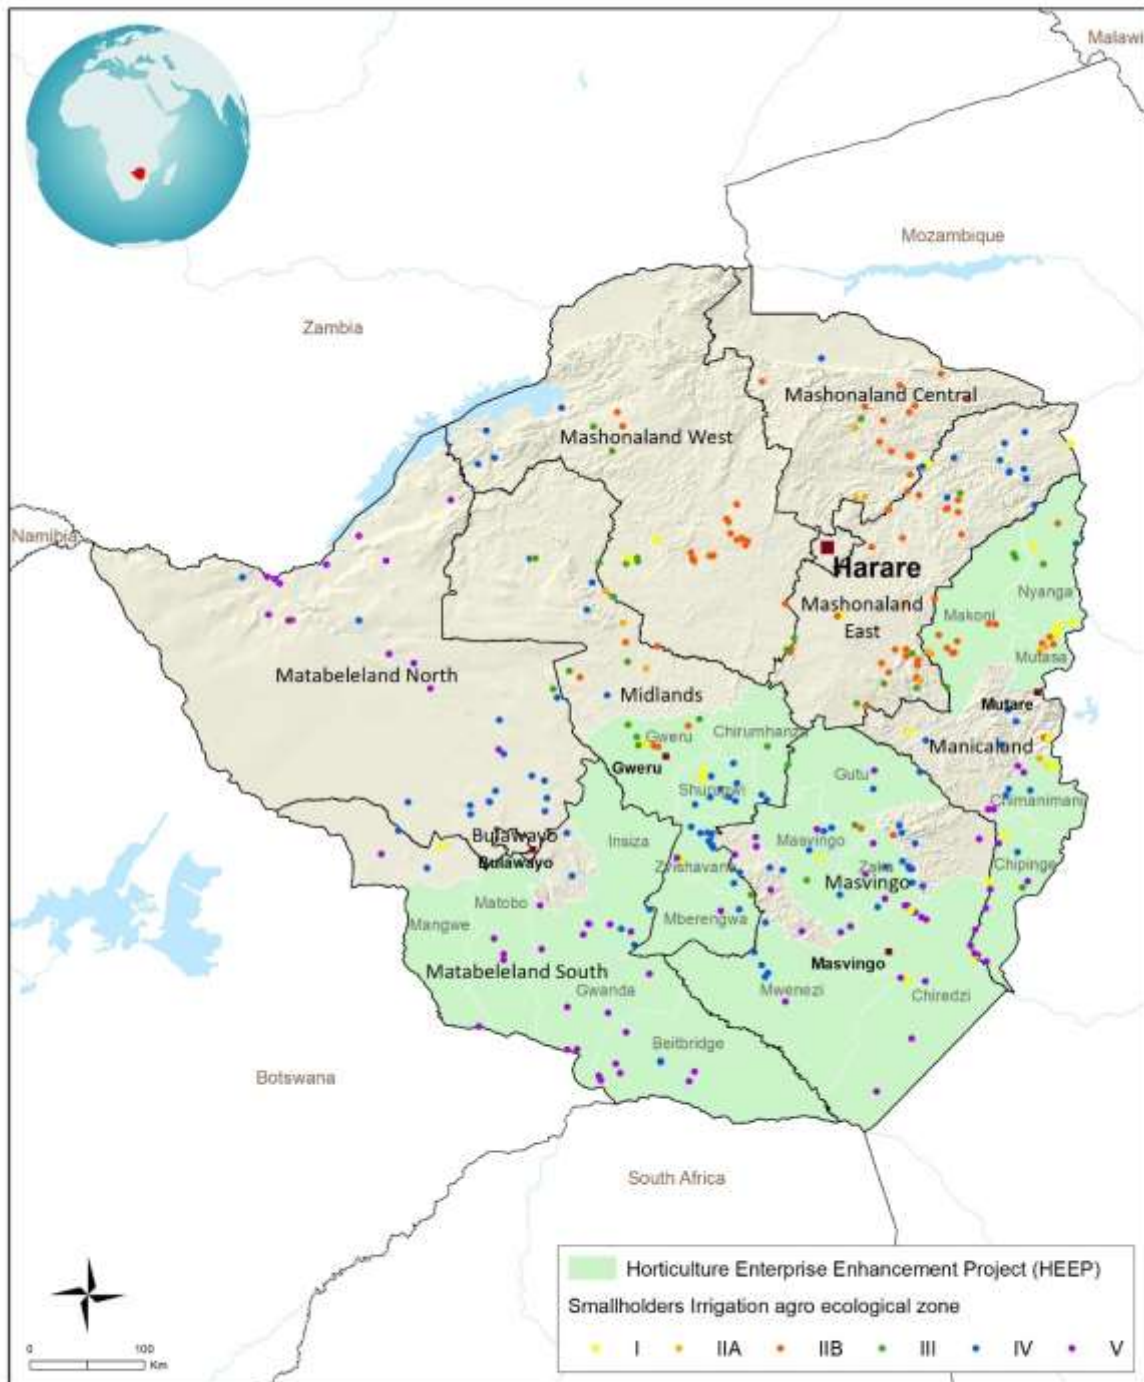 Malawi
Mozambique
Zambia
Mashonaland Central
Mashonaland West
Namibia
Harare
Mashonaland
East
Nyanga
Makoni
Mutasa
Matabeleland North
Midlands
Mutare
Manicaland
Gweru
Chirumhanzi
Gweru
Gutu
Shurugwi
Chimanimani
Bulawayo
Bulawayo
Insiza
Masvingo
Zvishavane
Zaka
Chipinge
Masvingo
Matobo
Mangwe
Mberengwa
Matabeleland South
Masvingo
Gwanda
Mwenezi
Chiredzi
Beitbridge
Botswana
South Africa
Horticulture Enterprise Enhancement Project (HEEP)
Smallholders Irrigation agro ecological zone
I IIA IIB III IV V
0 100
Km